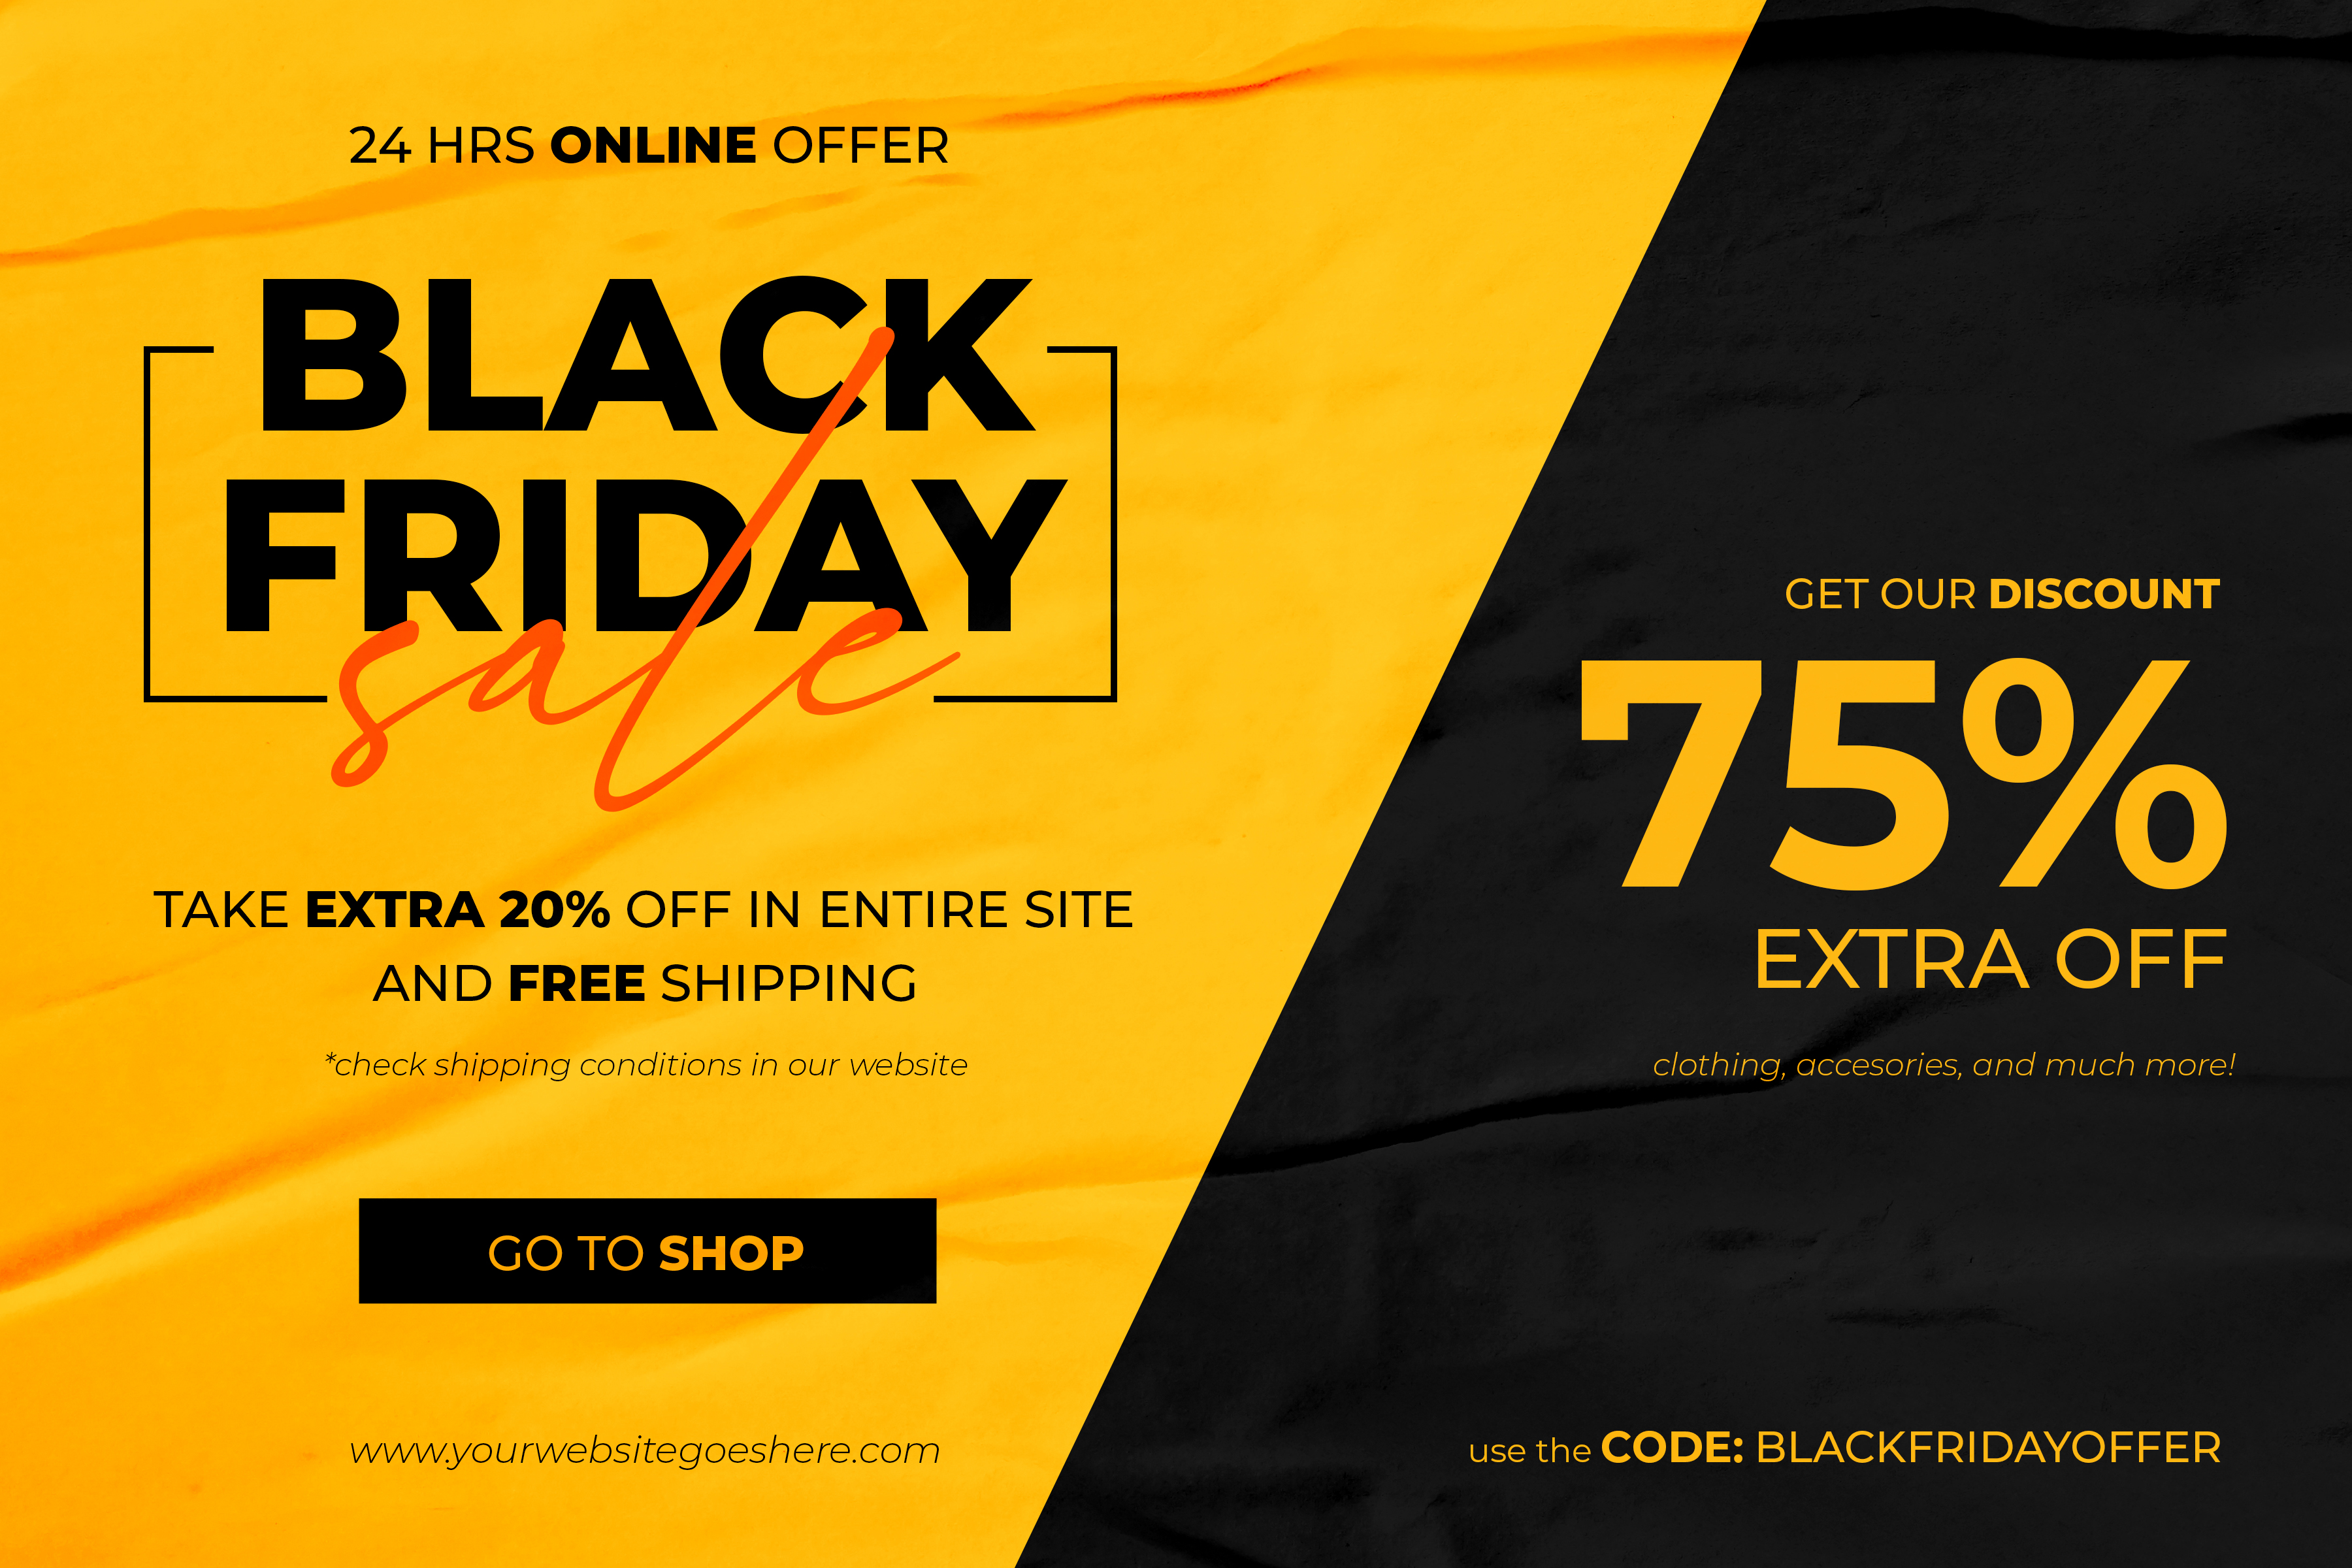 24 HRS ONLINE OFFER
BLACK
FRIDAY
sale
TAKE EXTRA 20% OFF IN ENTIRE SITE
AND FREE SHIPPING
*check shipping conditions in our website
GO TO SHOP
www.yourwebsitegoeshere.com
GET OUR DISCOUNT
75%
EXTRA OFF
clothing, accesories, and much more!
use the CODE: BLACKFRIDAYOFFER